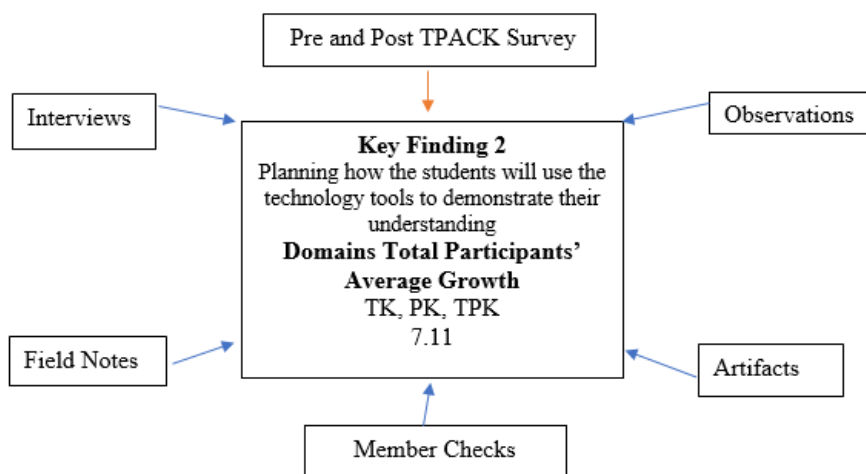 Pre and Post TPACK Survey
Interviews
Observations
Key Finding 2
Planning how the students will use the
technology tools to demonstrate their
understanding
Domains Total Participants’
Average Growth
TK, PK, TPK
7.11
Field Notes
Artifacts
Member Checks